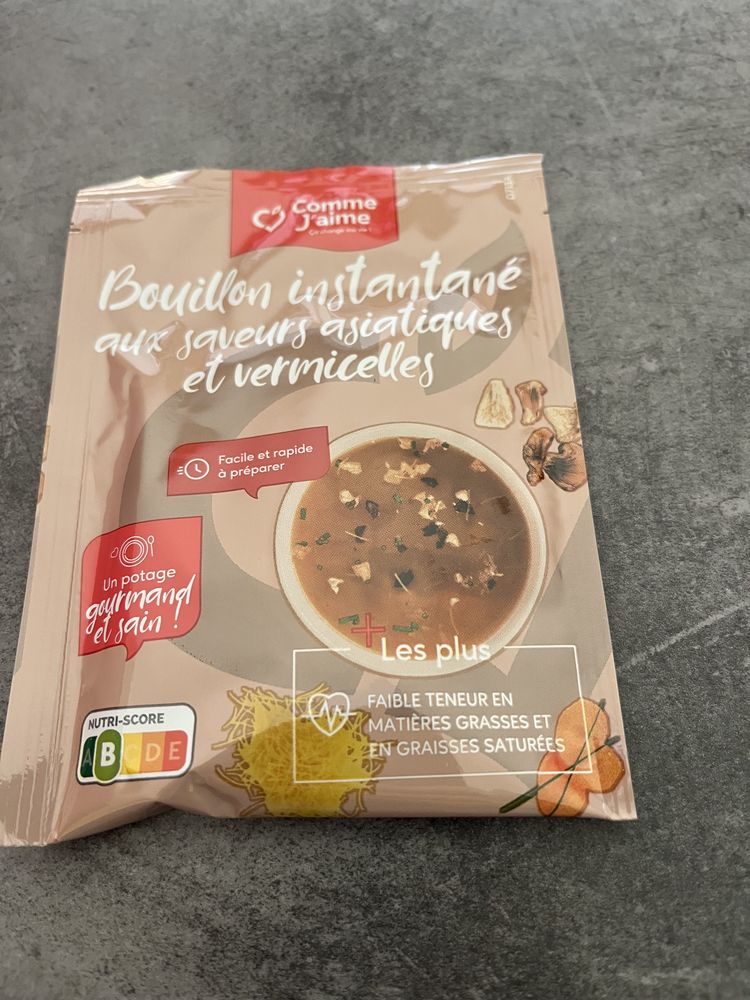 Comme
J'aime
Ça change ma vie !
Bouillon instantané
aux saveurs asiatiques
et vermicelles
Facile et rapide
à préparer
Un potage
gourmand
et sain !
Les plus
FAIBLE TENEUR EN
MATIÈRES GRASSES ET
EN GRAISSES SATURÉES
NUTRI-SCORE
A B C D E